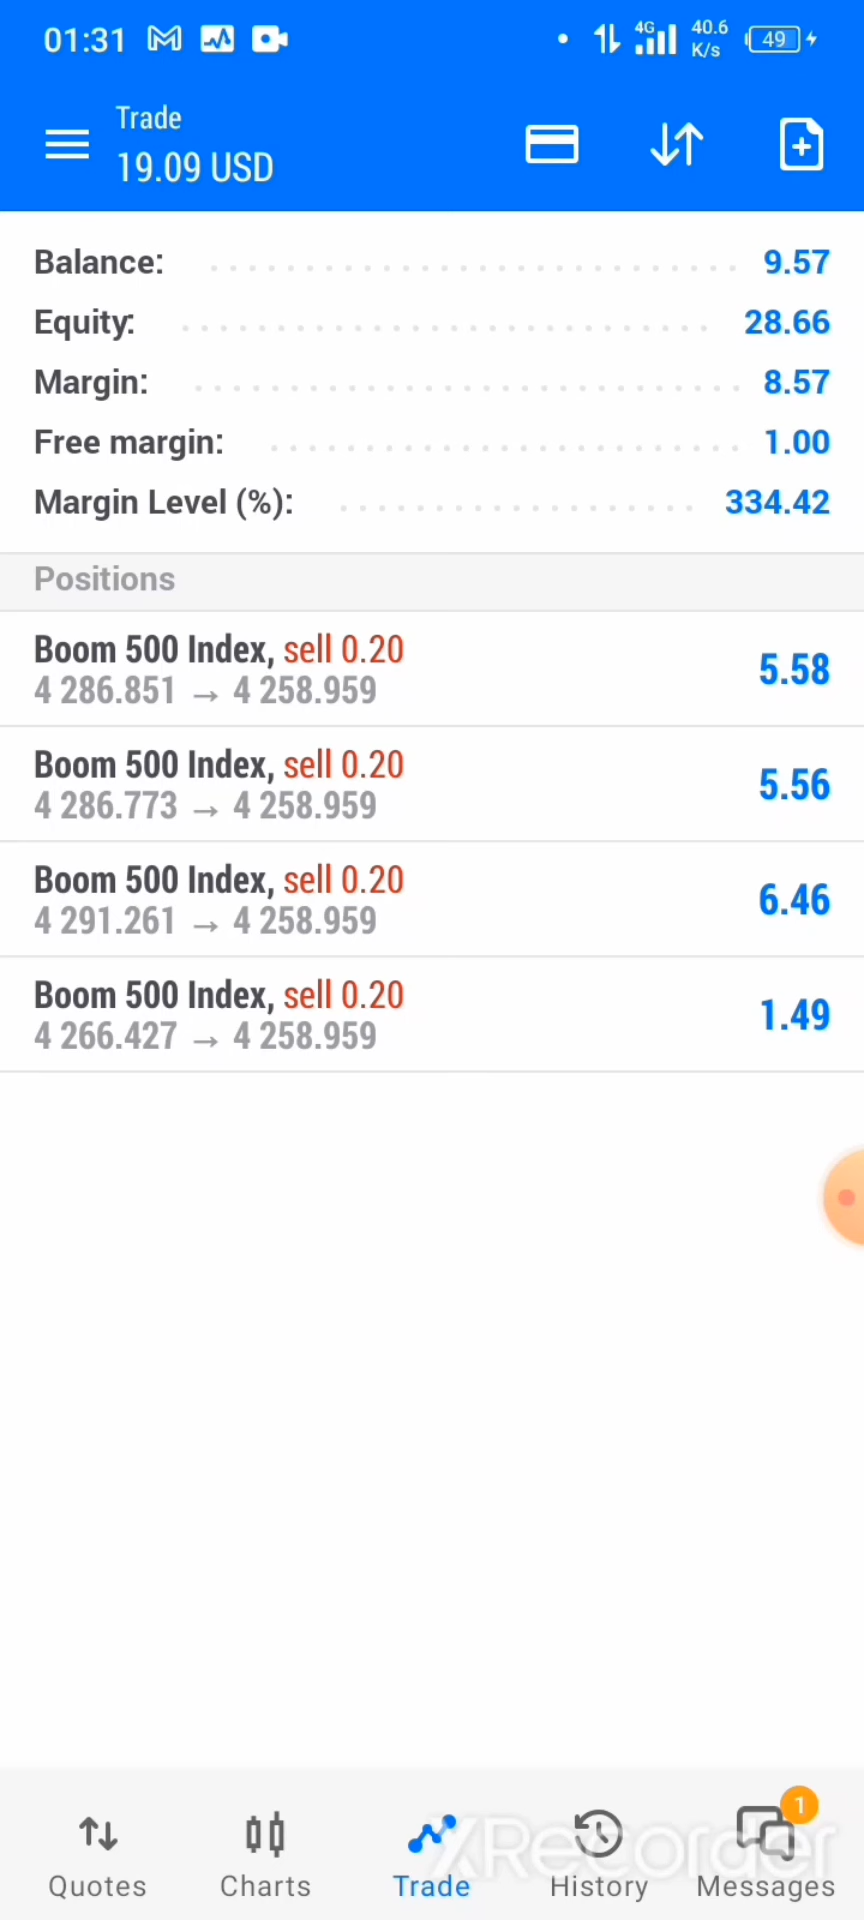 01:31 4G 40.6 K/s 49
Trade
19.09 USD
Balance: 9.57
Equity: 28.66
Margin: 8.57
Free margin: 1.00
Margin Level (%): 334.42
Positions
Boom 500 Index, sell 0.20
4 286.851 → 4 258.959 5.58
Boom 500 Index, sell 0.20
4 286.773 → 4 258.959 5.56
Boom 500 Index, sell 0.20
4 291.261 → 4 258.959 6.46
Boom 500 Index, sell 0.20
4 266.427 → 4 258.959 1.49
1
XRecorder
Quotes Charts Trade History Messages